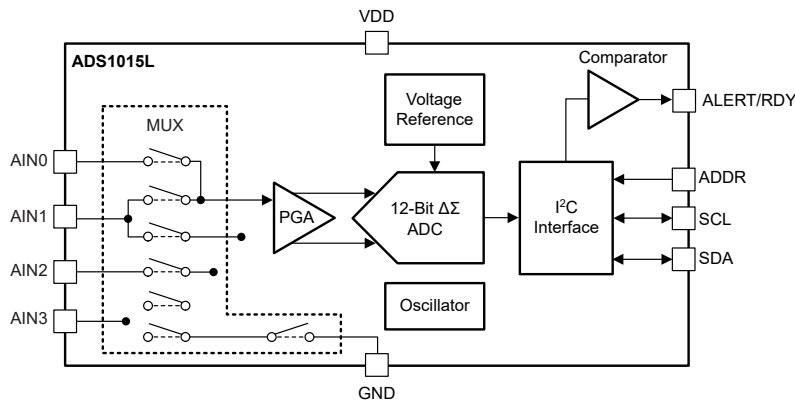 VDD
ADS1015L
Comparator
MUX
Voltage
Reference
ALERT/RDY
AIN0
ADDR
AIN1
PGA
12-Bit ΔΣ
ADC
I²C
Interface
SCL
AIN2
SDA
Oscillator
AIN3
GND